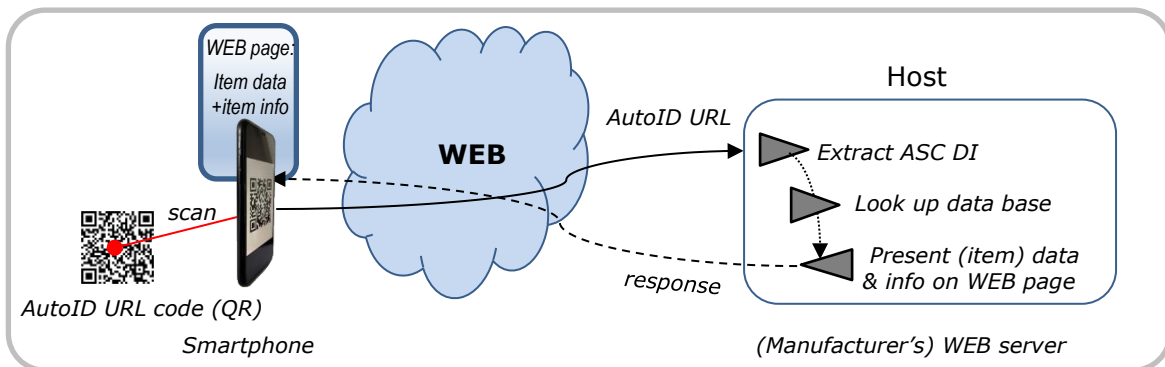 WEB page:
Item data
+item info
Host
AutoID URL
WEB
Extract ASC DI
scan
Look up data base
Present (item) data
& info on WEB page
response
AutoID URL code (QR)
Smartphone
(Manufacturer's) WEB server